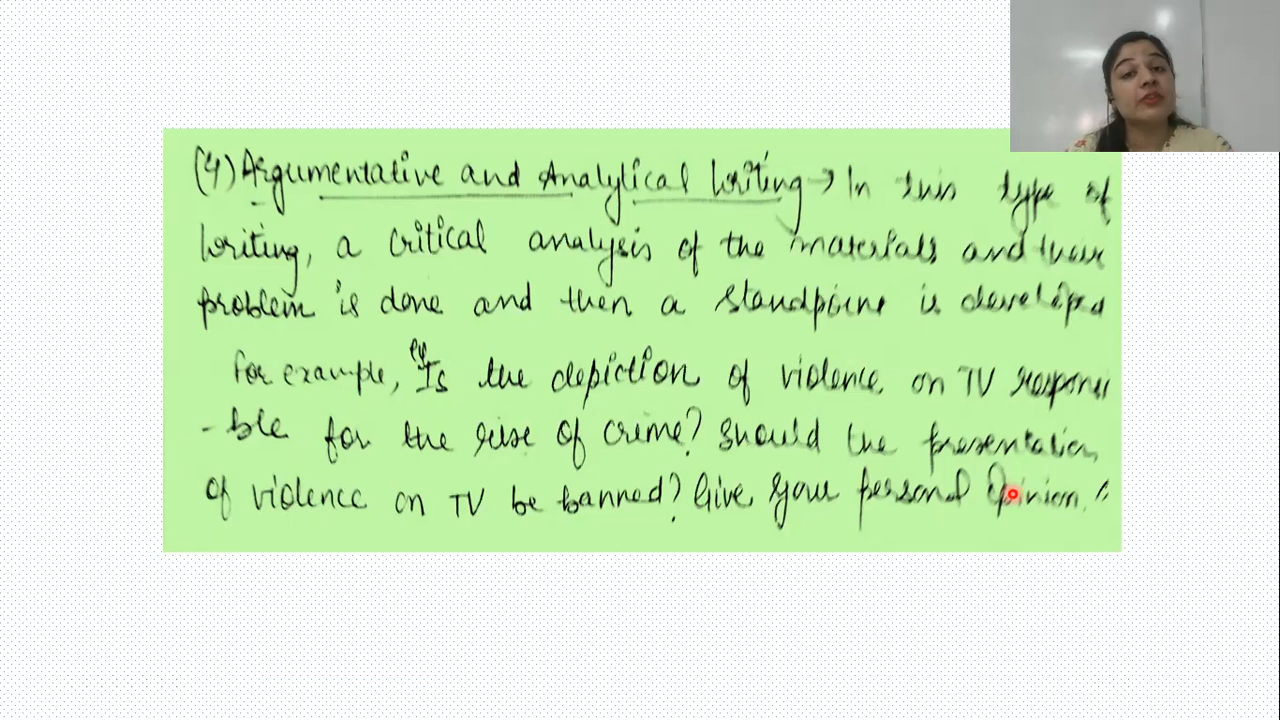 (4) Argumentative and Analytical Writing → In this type of
Writing, a critical analysis of the materials and their
problem is done and then a standpoint is developed
For example, "Is the depiction of violence on TV responsi
-ble for the rise of crime? Should the presentation
of violence on TV be banned? Give your personal Opinion."